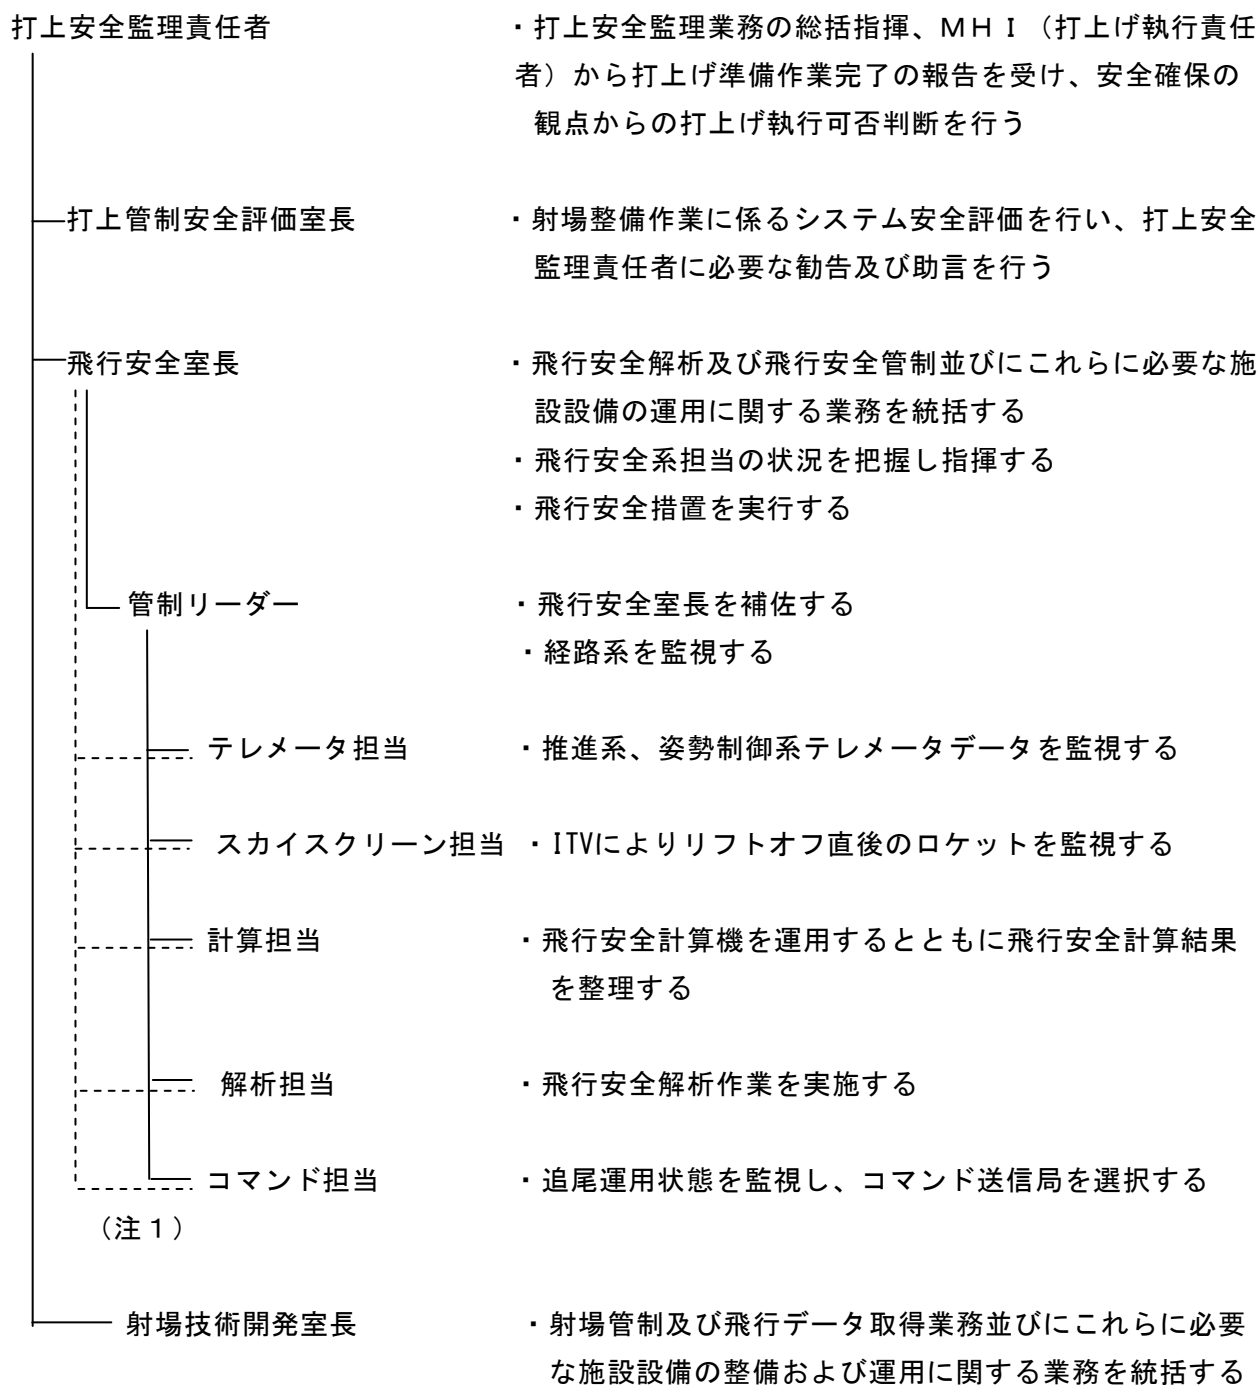 打上安全監理責任者 ・打上安全監理業務の総括指�、ＭＨＩ（打上げ執行責任
者）から打上げ準備作業完了の報告を受け、安全確保の
観点からの打上げ執行可否判断を行う
打上管制安全評価室長 ・射場整備作業に係るシステム安全評価を行い、打上安全
監理責任者に必要な勧告及び助言を行う
飛行安全室長 ・飛行安全解析及び飛行安全管制並びにこれらに必要な施
設設備の運用に関する業務を統括する
・飛行安全系担当の状況を把握し指揮する
・飛行安全措置を実行する
管制リーダー ・飛行安全室長を補佐する
・経路系を監視する
テレメータ担当 ・推進系、姿勢制御系テレメータデータを監視する
スカイスクリーン担当 ・ITVによりリフトオフ直後のロケットを監視する
計算担当 ・飛行安全計算機を運用するとともに飛行安全計算結果
を整理する
解析担当 ・飛行安全解析作業を実施する
コマンド担当 ・追尾運用状態を監視し、コマンド送信局を選択する
（注１）
射場技術開発室長 ・射場管制及び飛行データ取得業務並びにこれらに必要
な施設設備の整備および運用に関する業務を統括する